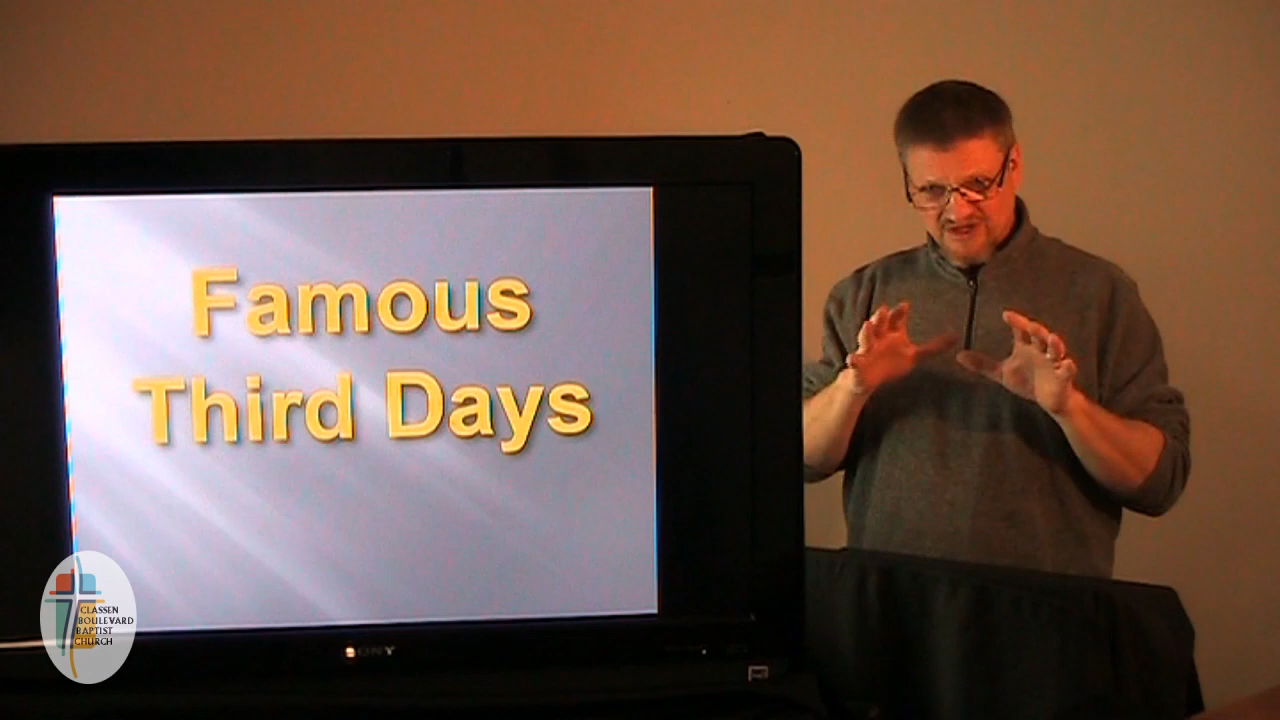 Famous
Third Days
SONY
CLASSEN
BOULEVARD
BAPTIST
CHURCH